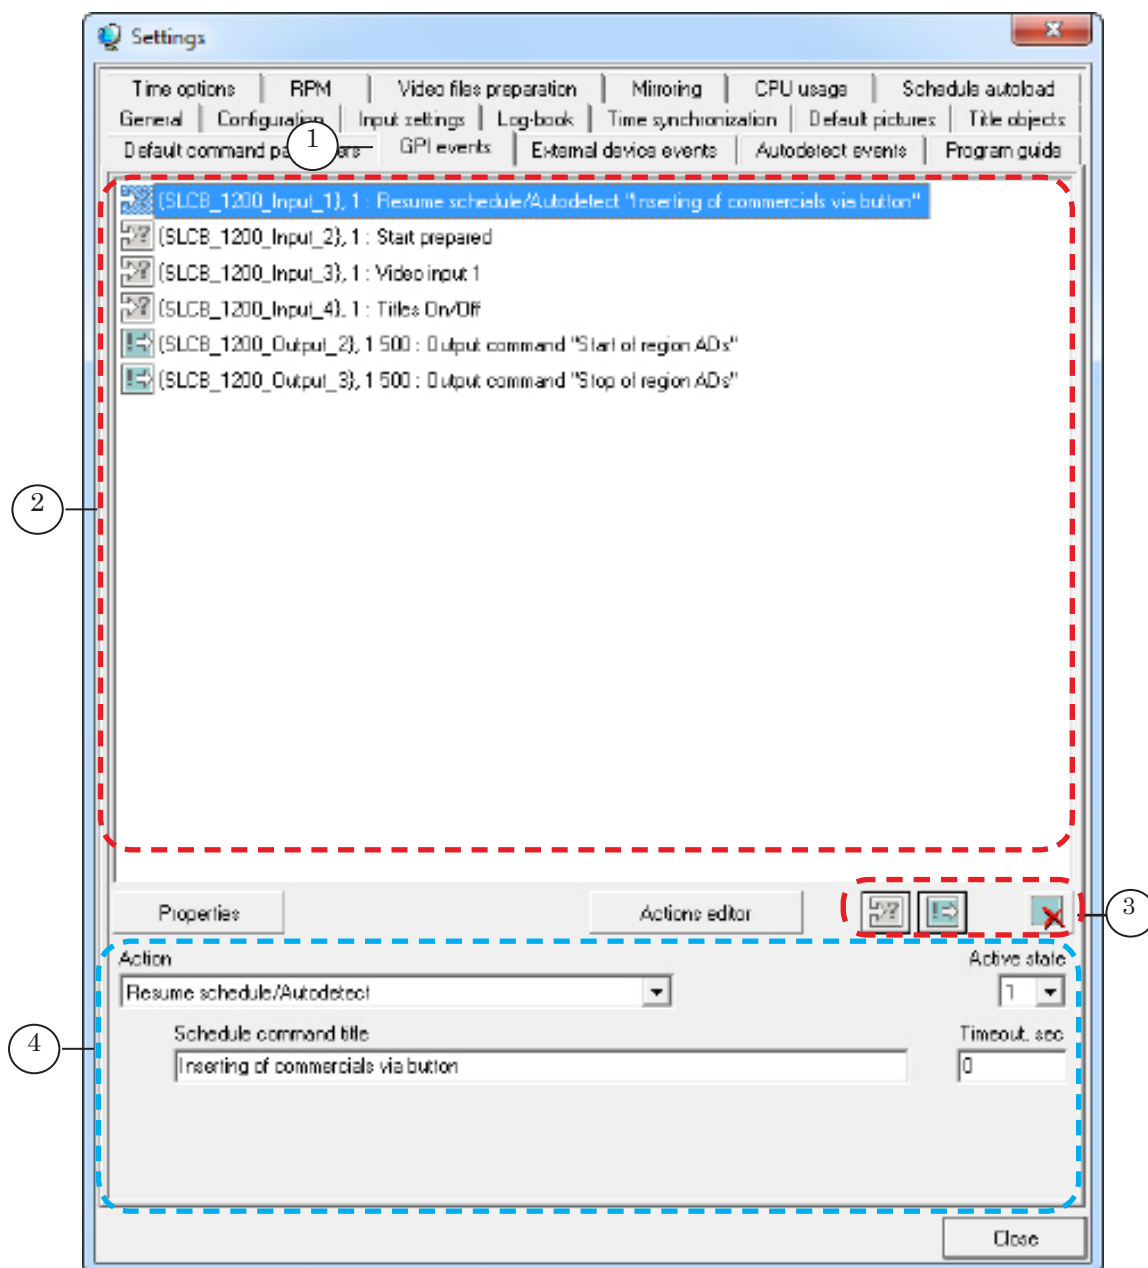 Settings
Time options RPM Video files preparation Mirroring CPU usage Schedule autoload
General Configuration Input settings Log-book Time synchronization Default pictures Title objects
1
Default command pa ers GPI events External device events Autodetect events Program guide
{SLCB_1200_Input_1}, 1 : Resume schedule/Autodetect "Inserting of commercials via button"
{SLCB_1200_Input_2}, 1 : Start prepared
{SLCB_1200_Input_3}, 1 : Video input 1
{SLCB_1200_Input_4}, 1 : Titles On/Off
{SLCB_1200_Output_2}, 1 500 : Output command "Start of region ADs"
{SLCB_1200_Output_3}, 1 500 : Output command "Stop of region ADs"
2
Properties Actions editor
3
Action Active state
Resume schedule/Autodetect 1
4
Schedule command title Timeout, sec
Inserting of commercials via button 0
Close